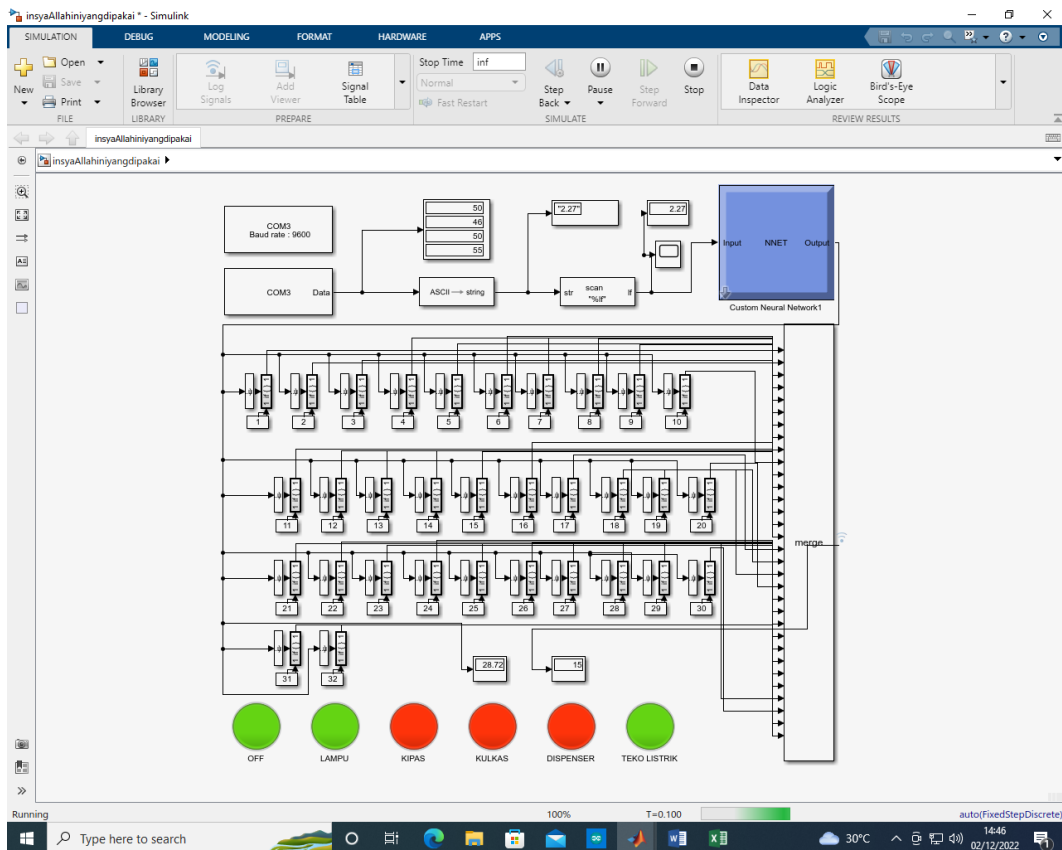 insyaAllahiniyangdipakai * - Simulink
SIMULATION DEBUG MODELING FORMAT HARDWARE APPS
New
Open
Save
Print
FILE
Library Browser
LIBRARY
Log Signals
Add Viewer
Signal Table
PREPARE
Stop Time inf
Normal
Fast Restart
Step Back
Pause
Step Forward
Stop
SIMULATE
Data Inspector
Logic Analyzer
Bird's-Eye Scope
REVIEW RESULTS
insyaAllahiniyangdipakai
insyaAllahiniyangdipakai
COM3
Baud rate : 9600
50
46
50
55
"2.27"
2.27
Input NNET Output
COM3 Data
ASCII → string
str scan "%lf" lf
Custom Neural Network1
1 2 3 4 5 6 7 8 9 10
11 12 13 14 15 16 17 18 19 20
merge
21 22 23 24 25 26 27 28 29 30
31 32
28.72
15
OFF LAMPU KIPAS KULKAS DISPENSER TEKO LISTRIK
Running 100% T=0.100 auto(FixedStepDiscrete)
Type here to search
30°C
14:46
02/12/2022